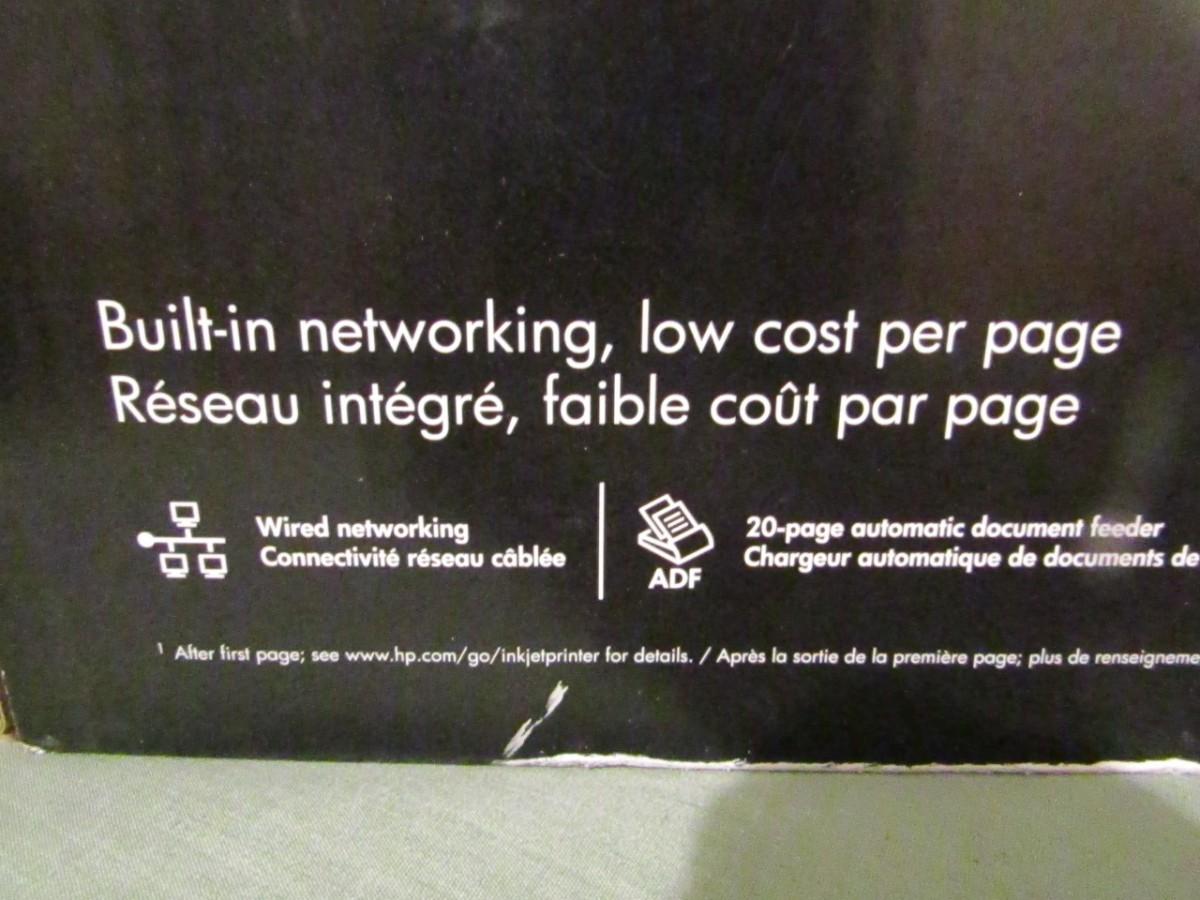 Built-in networking, low cost per page
Réseau intégré, faible coût par page
Wired networking
Connectivité réseau câblée
ADF
20-page automatic document feeder
Chargeur automatique de documents de
¹ After first page; see www.hp.com/go/inkjetprinter for details. / Après la sortie de la première page; plus de